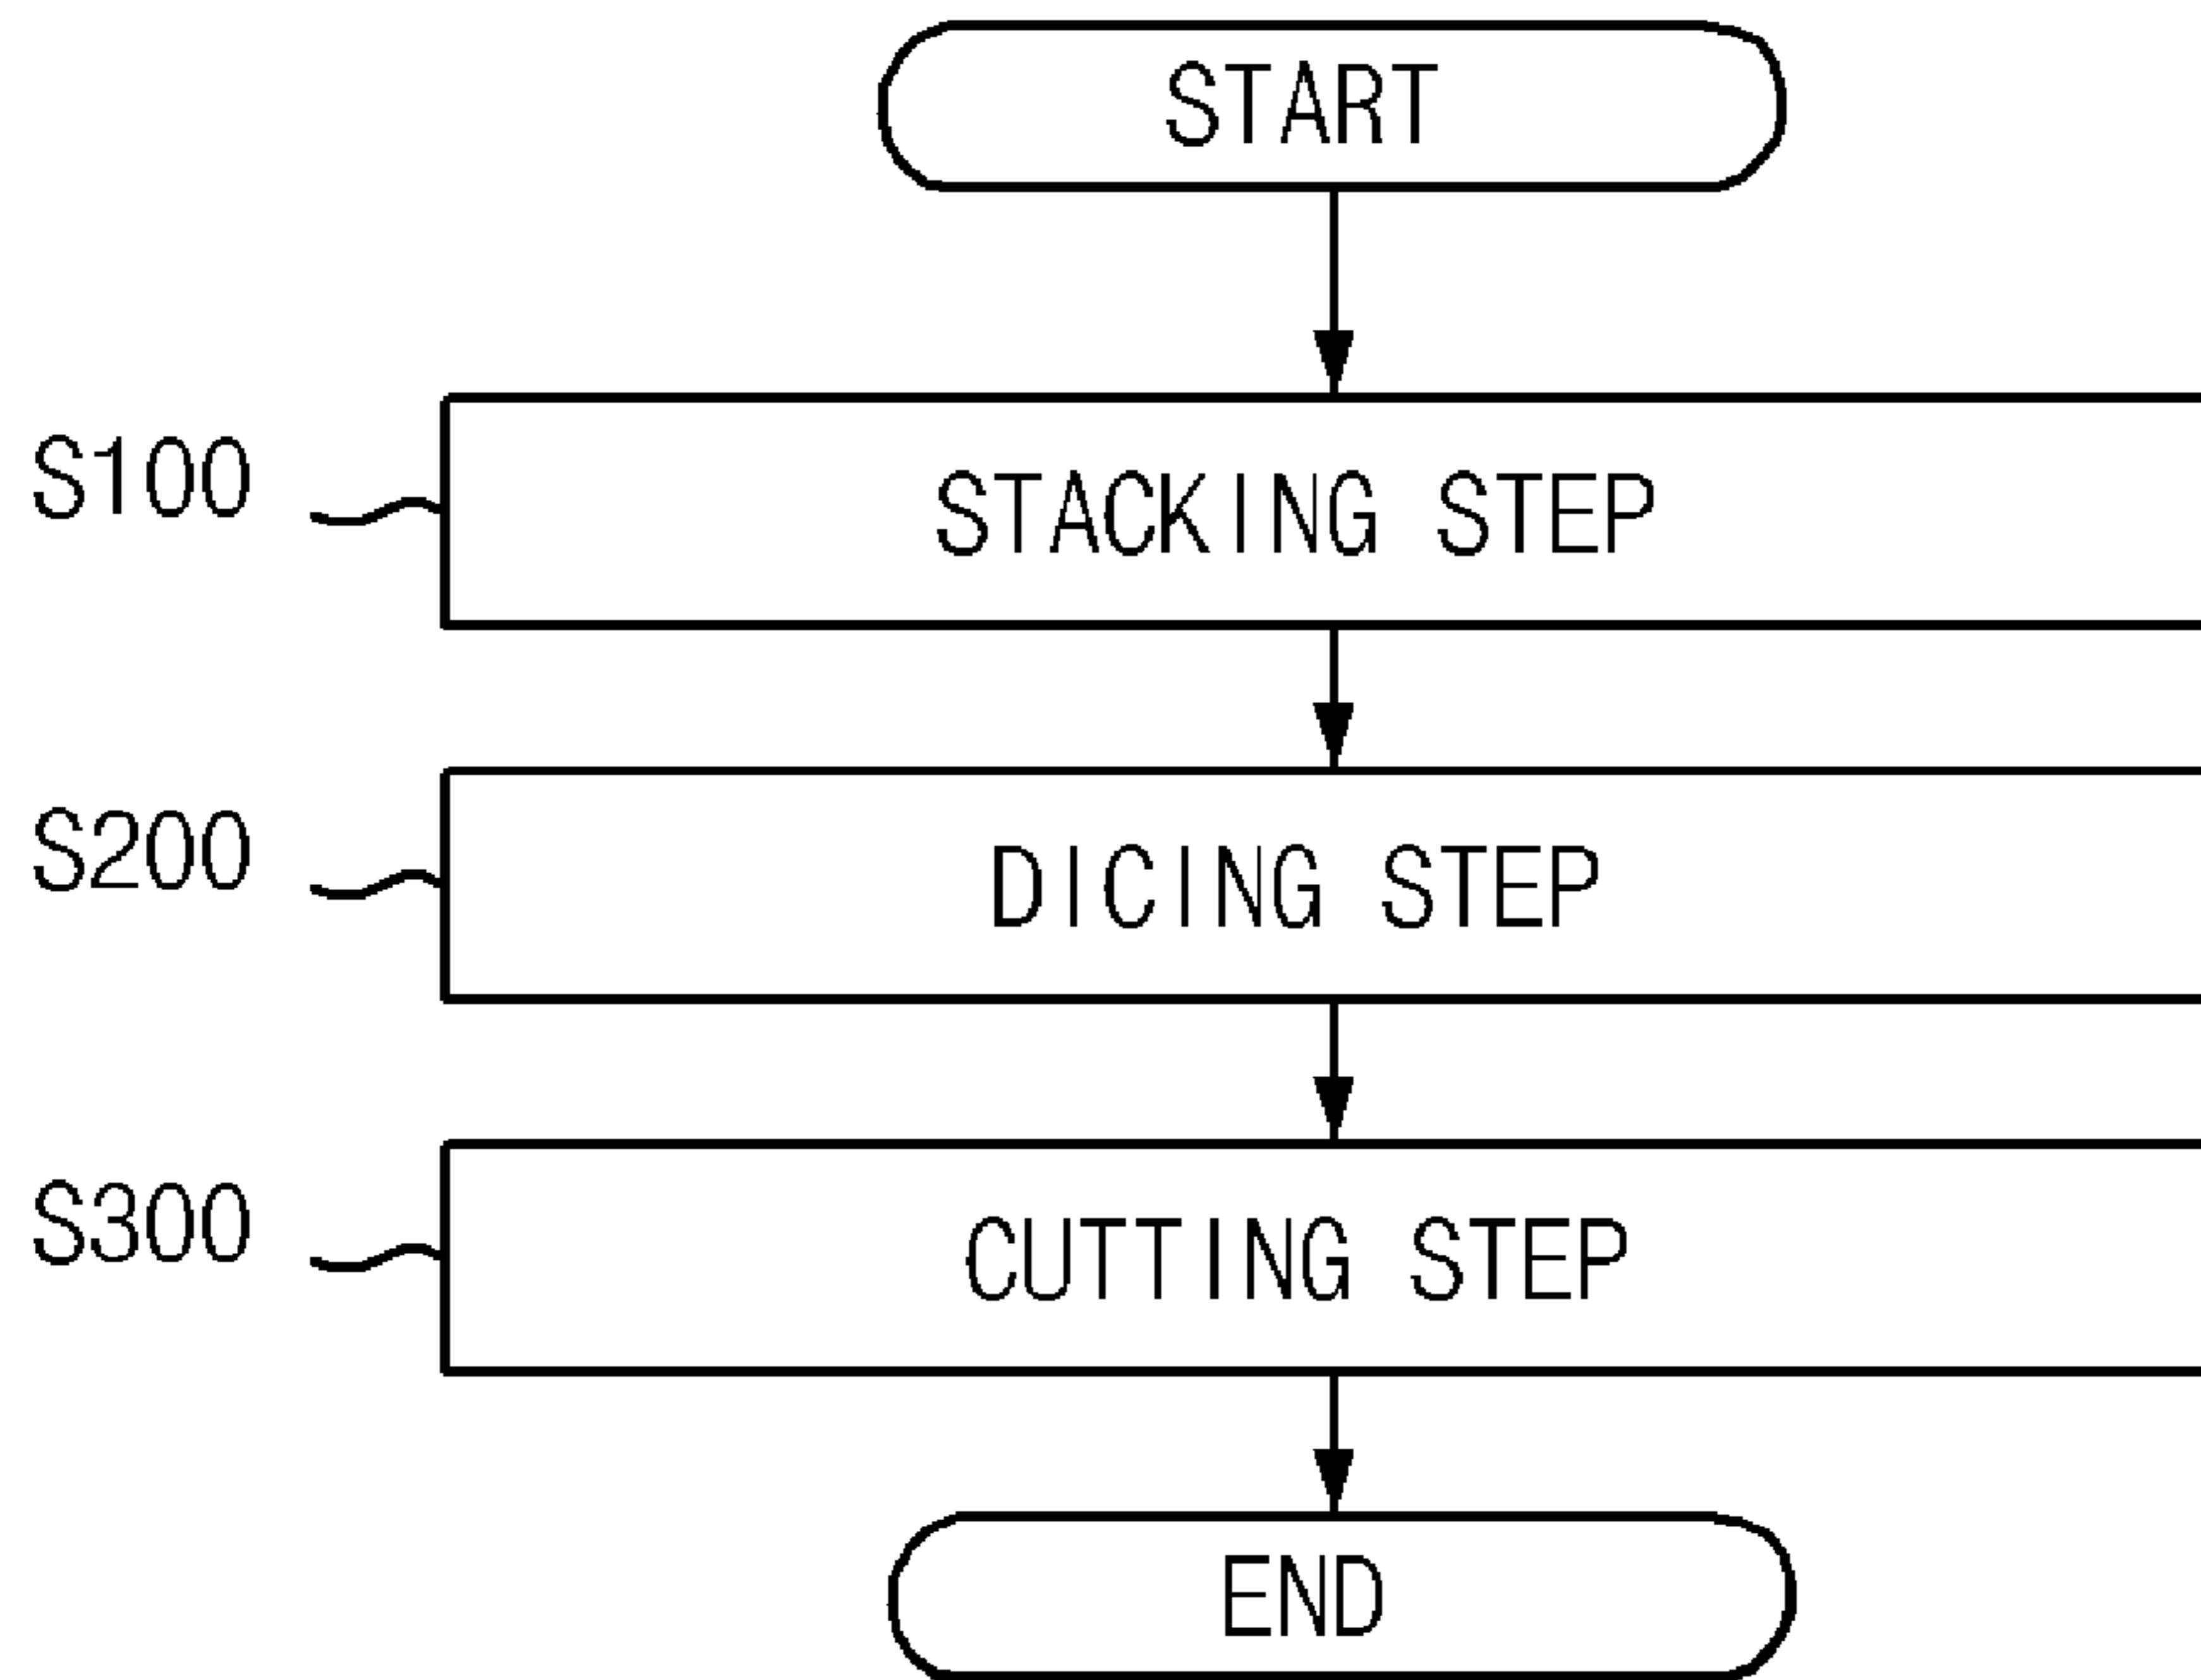 START
S100
STACKING STEP
S200
DICING STEP
S300
CUTTING STEP
END